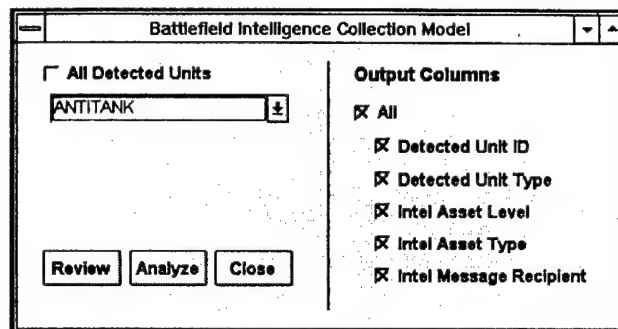 Battlefield Intelligence Collection Model
All Detected Units
ANTITANK
Review Analyze Close
Output Columns
All
Detected Unit ID
Detected Unit Type
Intel Asset Level
Intel Asset Type
Intel Message Recipient